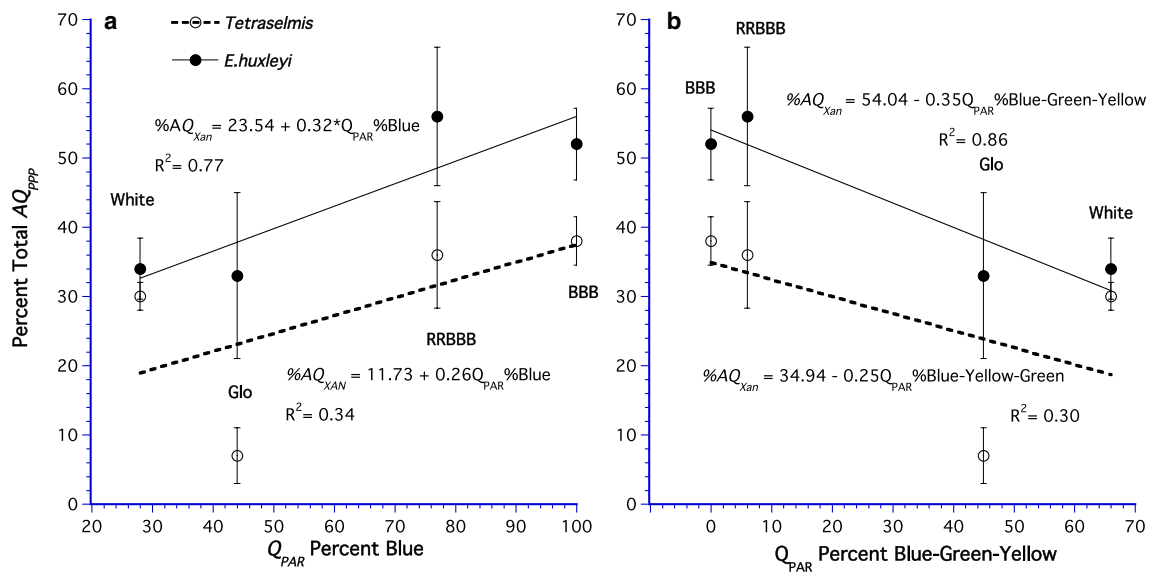 a
Tetraselmis
E.huxleyi
%AQXan = 23.54 + 0.32*QPAR%Blue
R2= 0.77
White
Glo
RRBBB
BBB
%AQXAN = 11.73 + 0.26QPAR%Blue
R2= 0.34
Percent Total AQPPP
70
60
50
40
30
20
10
0
20 30 40 50 60 70 80 90 100
QPAR Percent Blue
b
RRBBB
BBB
%AQXan = 54.04 - 0.35QPAR%Blue-Green-Yellow
R2= 0.86
Glo
White
%AQXan = 34.94 - 0.25QPAR%Blue-Yellow-Green
R2= 0.30
70
60
50
40
30
20
10
0
0 10 20 30 40 50 60 70
QPAR Percent Blue-Green-Yellow